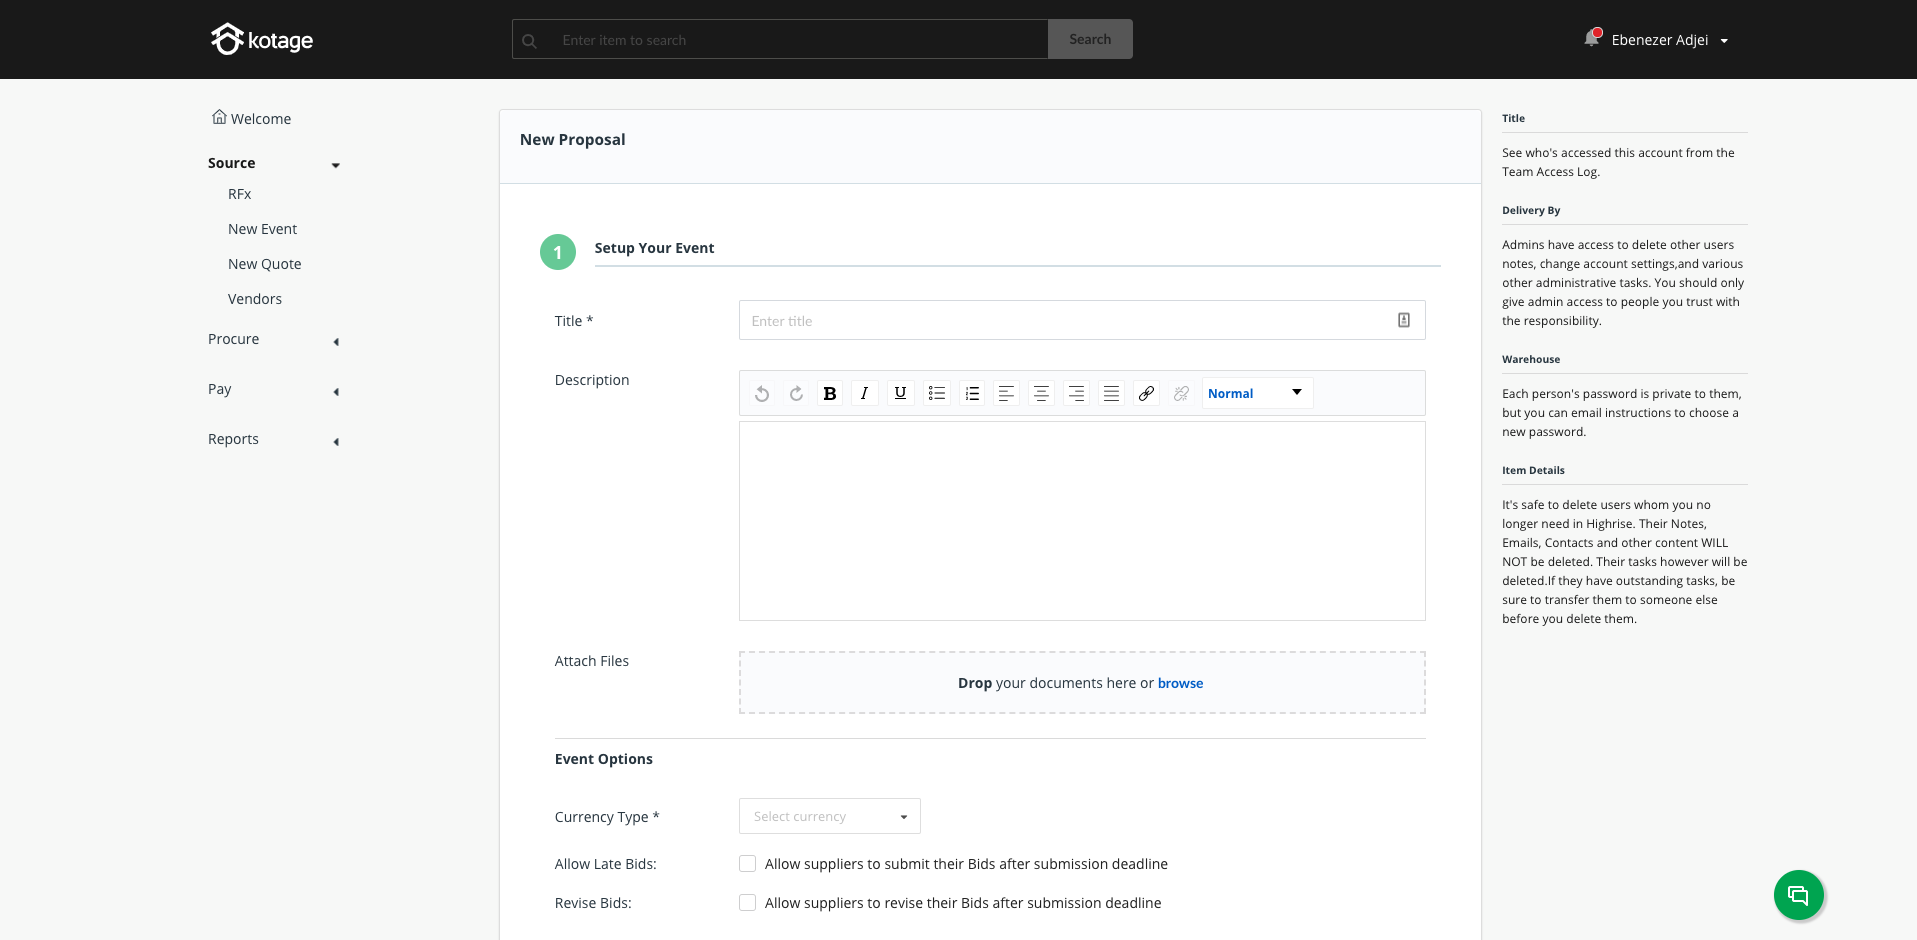 kotage
Enter item to search
Search
Ebenezer Adjei
Welcome
Source
RFx
New Event
New Quote
Vendors
Procure
Pay
Reports
New Proposal
1
Setup Your Event
Title *
Enter title
Description
B I U
Normal
Attach Files
Drop your documents here or browse
Event Options
Currency Type *
Select currency
Allow Late Bids:
Allow suppliers to submit their Bids after submission deadline
Revise Bids:
Allow suppliers to revise their Bids after submission deadline
Title
See who's accessed this account from the
Team Access Log.
Delivery By
Admins have access to delete other users
notes, change account settings,and various
other administrative tasks. You should only
give admin access to people you trust with
the responsibility.
Warehouse
Each person's password is private to them,
but you can email instructions to choose a
new password.
Item Details
It's safe to delete users whom you no
longer need in Highrise. Their Notes,
Emails, Contacts and other content WILL
NOT be deleted. Their tasks however will be
deleted.If they have outstanding tasks, be
sure to transfer them to someone else
before you delete them.